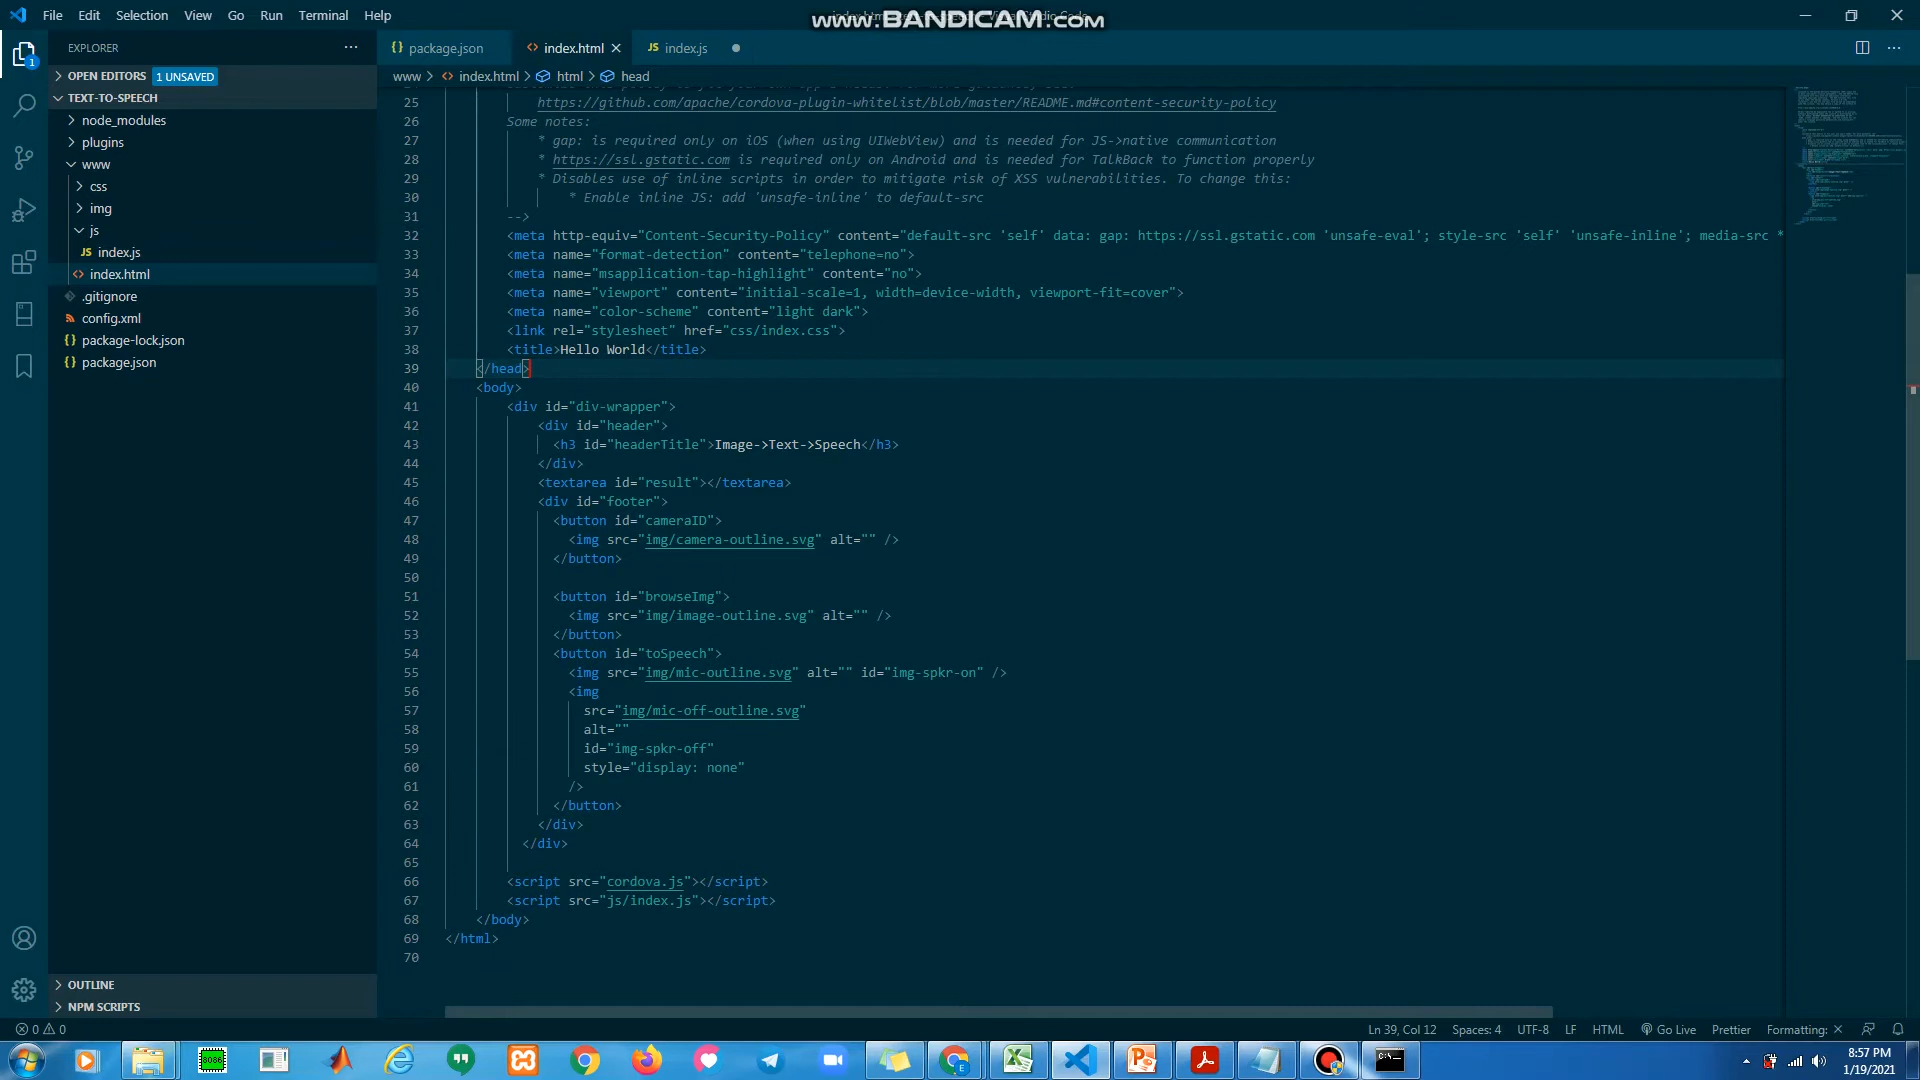 File Edit Selection View Go Run Terminal Help
www.BANDICAM.com
EXPLORER
OPEN EDITORS 1 UNSAVED
TEXT-TO-SPEECH
node_modules
plugins
www
css
img
js
JS index.js
<> index.html
.gitignore
config.xml
{} package-lock.json
{} package.json
OUTLINE
NPM SCRIPTS
{} package.json <> index.html JS index.js
www > <> index.html > html > head
25 https://github.com/apache/cordova-plugin-whitelist/blob/master/README.md#content-security-policy
26 Some notes:
27 * gap: is required only on iOS (when using UIWebView) and is needed for JS->native communication
28 * https://ssl.gstatic.com is required only on Android and is needed for TalkBack to function properly
29 * Disables use of inline scripts in order to mitigate risk of XSS vulnerabilities. To change this:
30 * Enable inline JS: add 'unsafe-inline' to default-src
31 -->
32 <meta http-equiv="Content-Security-Policy" content="default-src 'self' data: gap: https://ssl.gstatic.com 'unsafe-eval'; style-src 'self' 'unsafe-inline'; media-src *
33 <meta name="format-detection" content="telephone=no">
34 <meta name="msapplication-tap-highlight" content="no">
35 <meta name="viewport" content="initial-scale=1, width=device-width, viewport-fit=cover">
36 <meta name="color-scheme" content="light dark">
37 <link rel="stylesheet" href="css/index.css">
38 <title>Hello World</title>
39 </head>
40 <body>
41 <div id="div-wrapper">
42 <div id="header">
43 <h3 id="headerTitle">Image->Text->Speech</h3>
44 </div>
45 <textarea id="result"></textarea>
46 <div id="footer">
47 <button id="cameraID">
48 <img src="img/camera-outline.svg" alt="" />
49 </button>
50
51 <button id="browseImg">
52 <img src="img/image-outline.svg" alt="" />
53 </button>
54 <button id="toSpeech">
55 <img src="img/mic-outline.svg" alt="" id="img-spkr-on" />
56 <img
57 src="img/mic-off-outline.svg"
58 alt=""
59 id="img-spkr-off"
60 style="display: none"
61 />
62 </button>
63 </div>
64 </div>
65
66 <script src="cordova.js"></script>
67 <script src="js/index.js"></script>
68 </body>
69 </html>
70
0 0
Ln 39, Col 12 Spaces: 4 UTF-8 LF HTML Go Live Prettier Formatting: ×
8086
C:\_
8:57 PM
1/19/2021